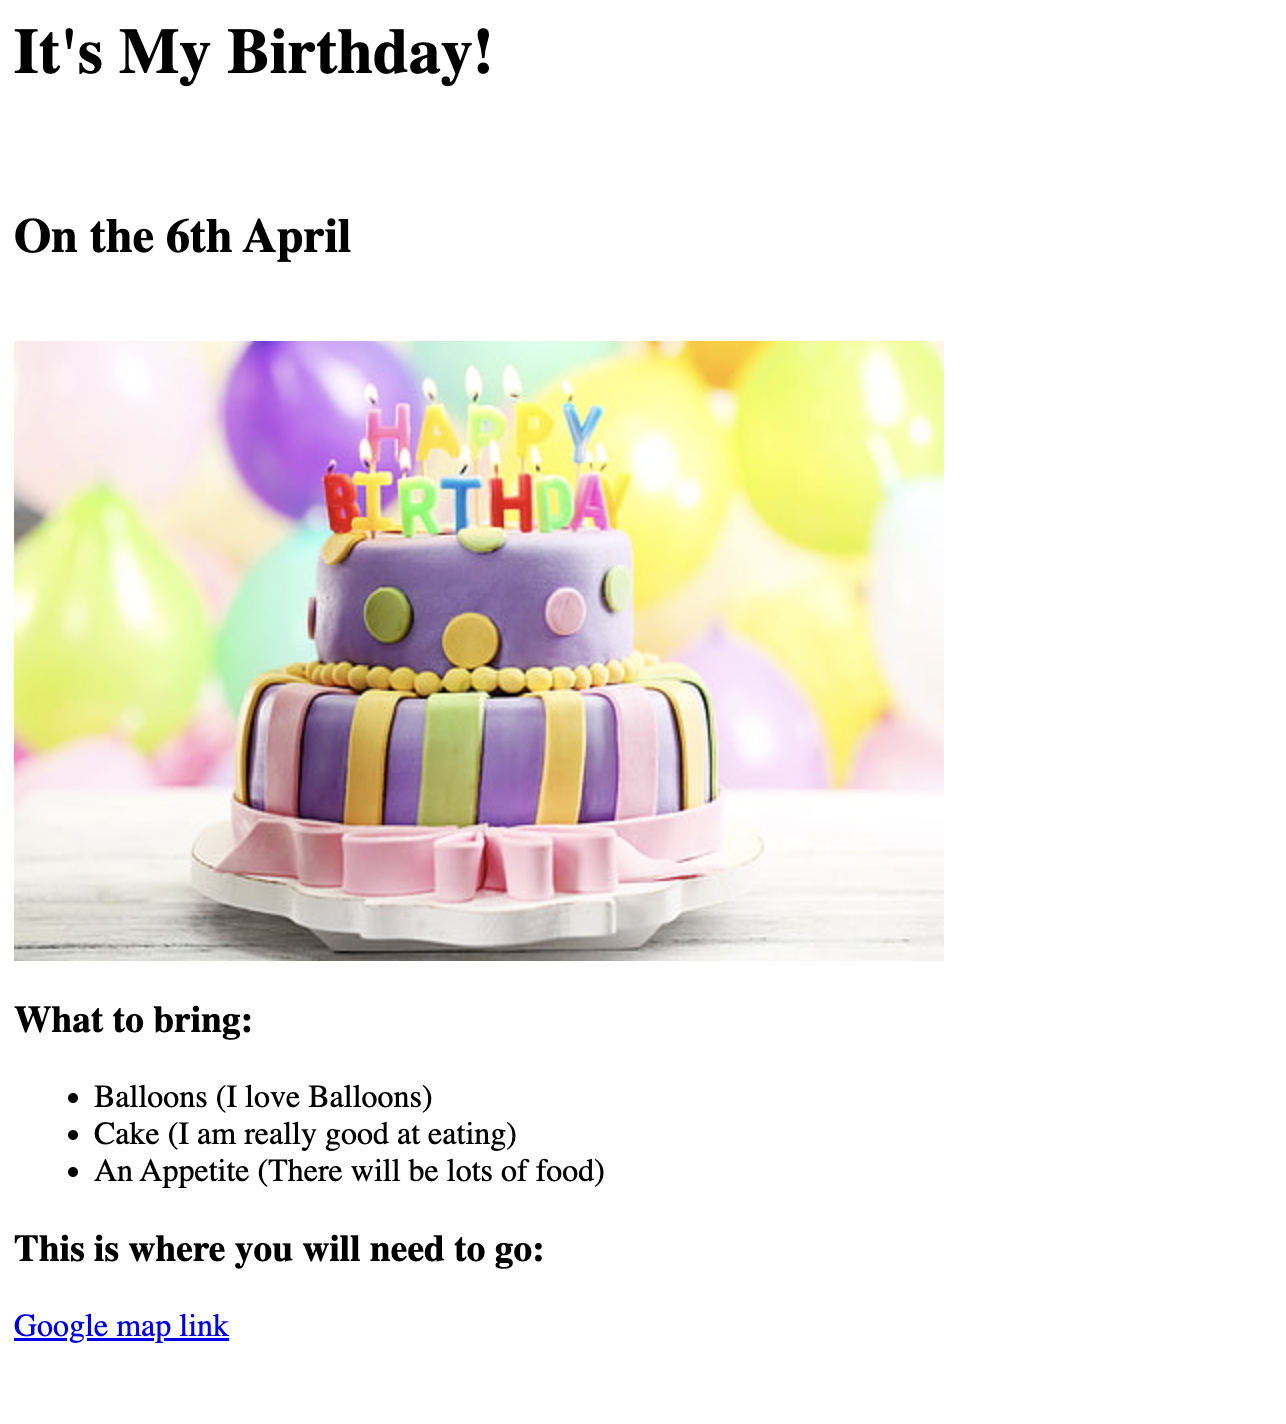 It's My Birthday!
On the 6th April
HAPPY
BIRTHDAY
What to bring:
Balloons (I love Balloons)
Cake (I am really good at eating)
An Appetite (There will be lots of food)
This is where you will need to go:
Google map link